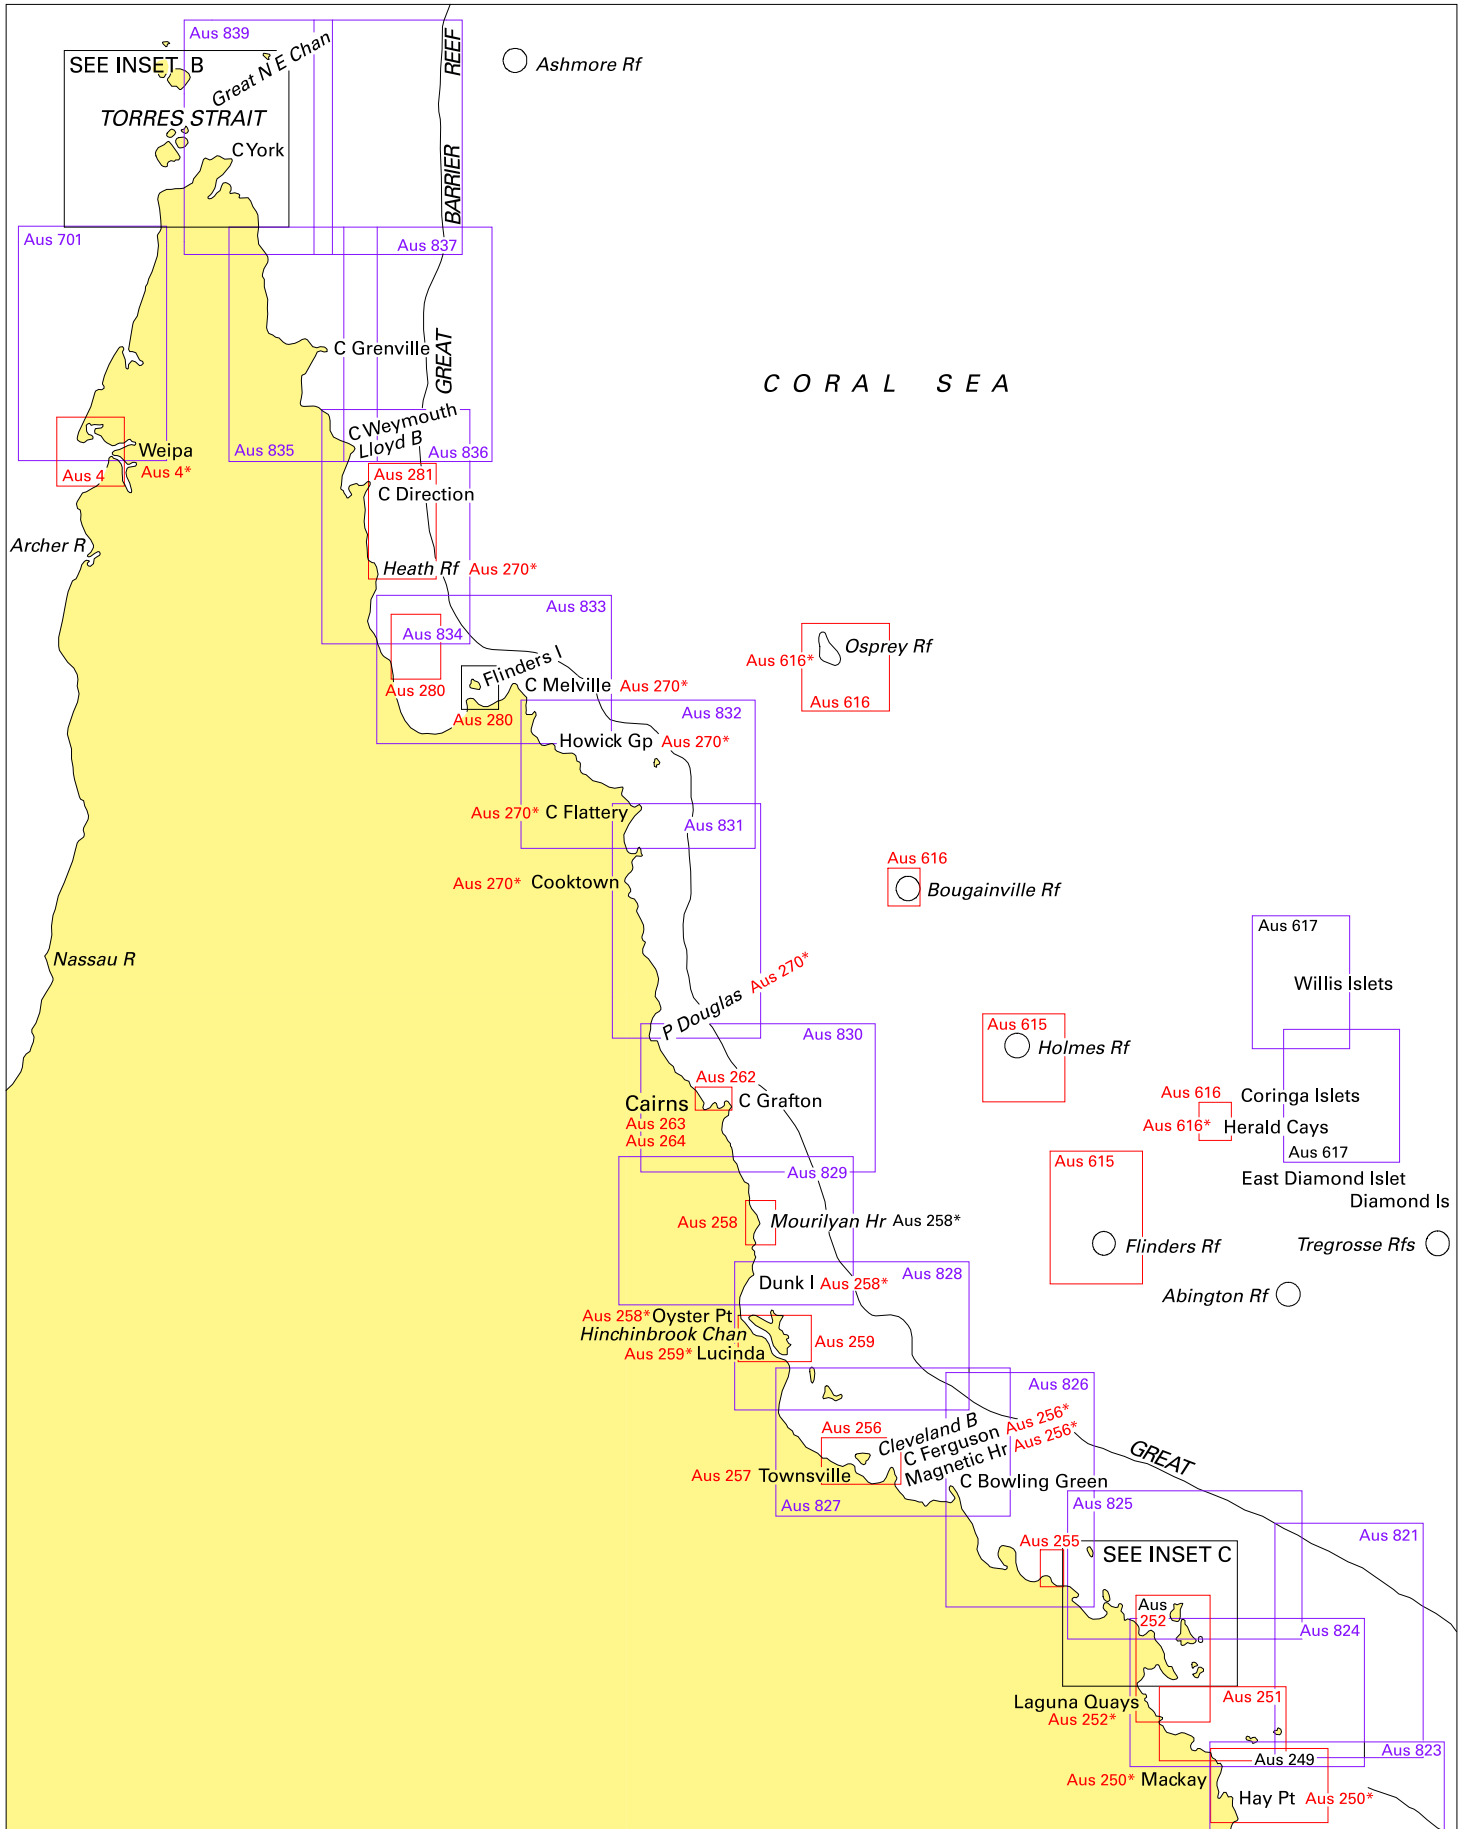 Aus 839
SEE INSET B
Great N E Chan
REEF
Ashmore Rf
TORRES STRAIT
C York
BARRIER
Aus 701
Aus 837
C Grenville
GREAT
CORAL SEA
C Weymouth
Lloyd B
Weipa
Aus 835
Aus 836
Aus 4
Aus 4*
Aus 281
C Direction
Archer R
Heath Rf Aus 270*
Aus 833
Aus 834
Osprey Rf
Aus 616*
Flinders I
Aus 280
C Melville Aus 270*
Aus 616
Aus 280
Aus 832
Howick Gp Aus 270*
Aus 270* C Flattery
Aus 831
Aus 616
Aus 270* Cooktown
Bougainville Rf
Aus 617
Nassau R
Willis Islets
P Douglas Aus 270*
Aus 830
Aus 615
Holmes Rf
Aus 262
Cairns
C Grafton
Aus 263
Aus 264
Aus 616
Coringa Islets
Aus 616*
Herald Cays
Aus 617
Aus 829
Aus 615
East Diamond Islet
Diamond Is
Aus 258
Mourilyan Hr Aus 258*
Flinders Rf
Tregrosse Rfs
Aus 828
Dunk I Aus 258*
Abington Rf
Aus 258* Oyster Pt
Hinchinbrook Chan
Aus 259
Aus 259* Lucinda
Aus 826
Aus 256
Cleveland B
C Ferguson Aus 256*
Magnetic Hr Aus 256*
GREAT
Aus 257 Townsville
C Bowling Green
Aus 827
Aus 825
Aus 821
Aus 255
SEE INSET C
Aus
252
Aus 824
Laguna Quays
Aus 252*
Aus 251
Aus 823
Aus 249
Aus 250* Mackay
Hay Pt Aus 250*